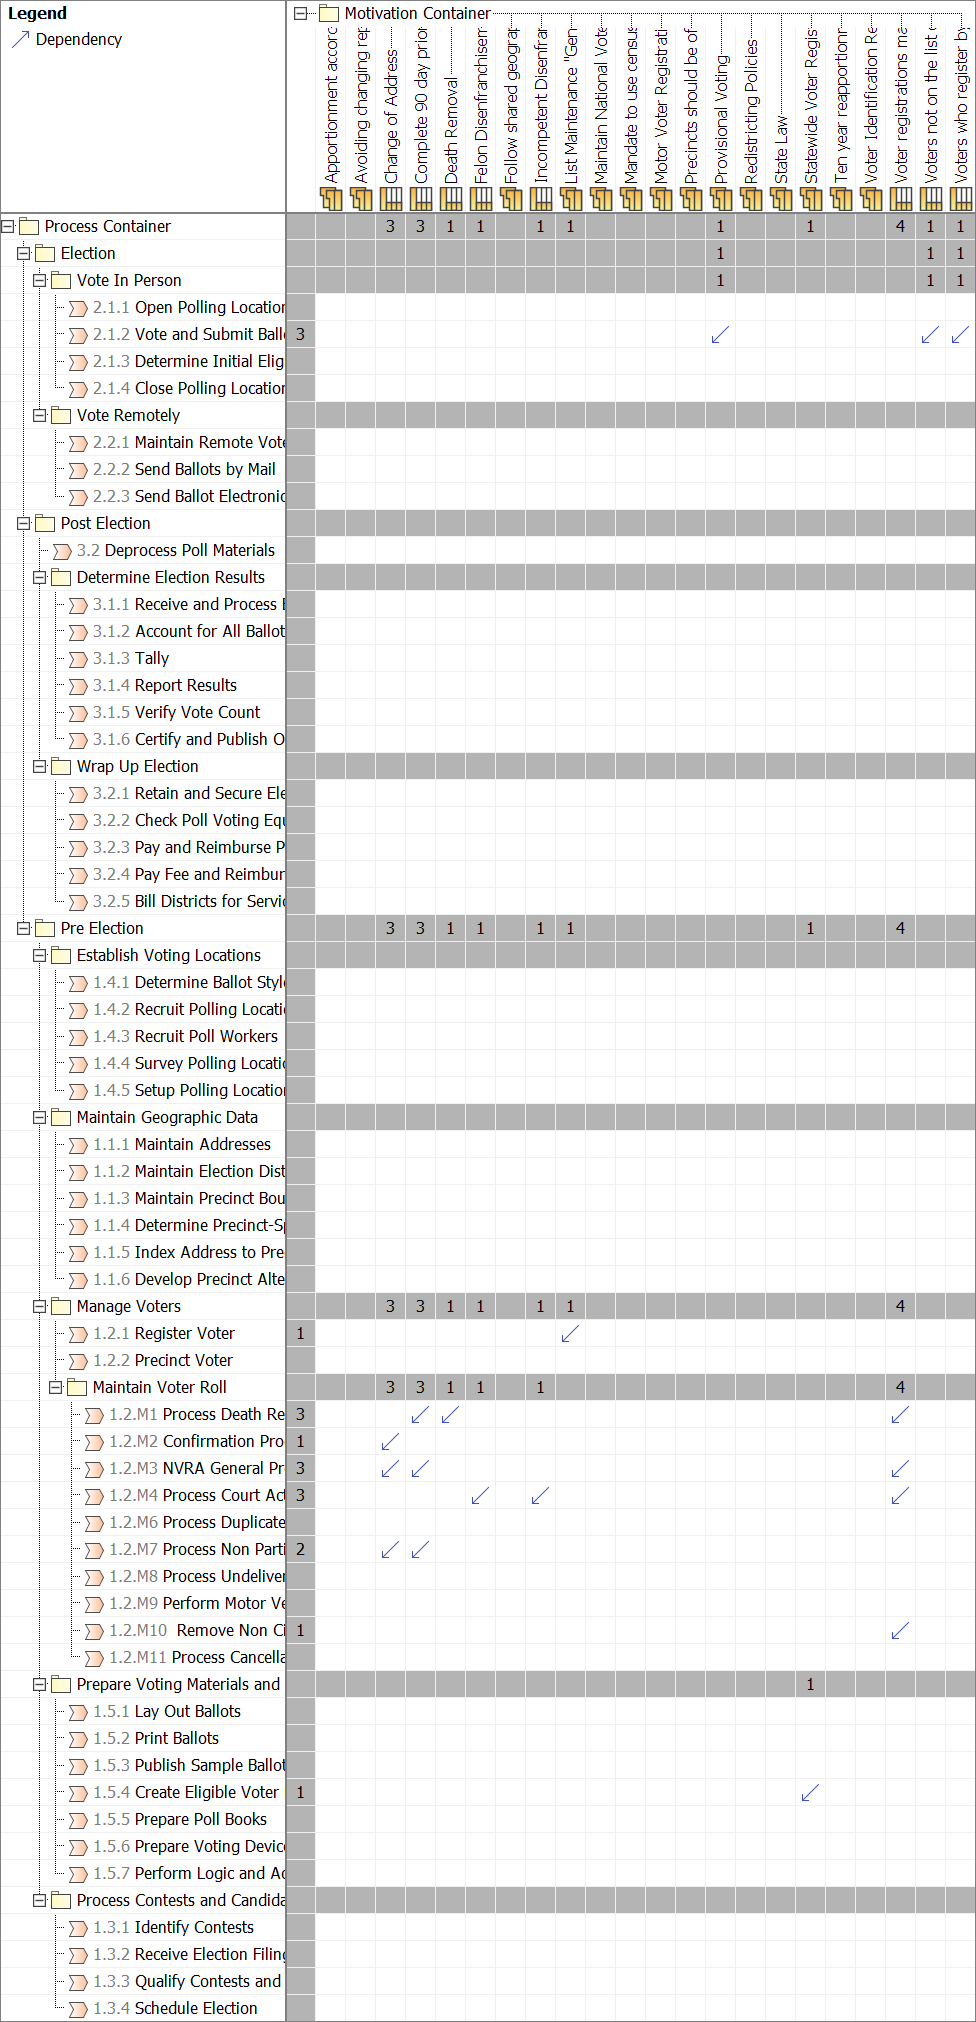 Legend
Dependency
Motivation Container
Apportionment accord
Avoiding changing rep
Change of Address
Complete 90 day prior
Death Removal
Felon Disenfranchisem
Follow shared geograp
Incompetent Disenfran
List Maintenance "Gen
Maintain National Vote
Mandate to use census
Motor Voter Registrati
Precincts should be of
Provisional Voting
Redistricting Policies
State Law
Statewide Voter Regis
Ten year reapportionm
Voter Identification Re
Voter registrations ma
Voters not on the list
Voters who register by
Process Container 3 3 1 1 1 1 1 1 4 1 1
Election 1 1 1
Vote In Person 1 1 1
2.1.1 Open Polling Location
2.1.2 Vote and Submit Ball 3
2.1.3 Determine Initial Elig
2.1.4 Close Polling Location
Vote Remotely
2.2.1 Maintain Remote Vote
2.2.2 Send Ballots by Mail
2.2.3 Send Ballot Electronic
Post Election
3.2 Deprocess Poll Materials
Determine Election Results
3.1.1 Receive and Process
3.1.2 Account for All Ballot
3.1.3 Tally
3.1.4 Report Results
3.1.5 Verify Vote Count
3.1.6 Certify and Publish O
Wrap Up Election
3.2.1 Retain and Secure Ele
3.2.2 Check Poll Voting Equ
3.2.3 Pay and Reimburse P
3.2.4 Pay Fee and Reimbur
3.2.5 Bill Districts for Servic
Pre Election 3 3 1 1 1 1 1 4
Establish Voting Locations
1.4.1 Determine Ballot Style
1.4.2 Recruit Polling Locati
1.4.3 Recruit Poll Workers
1.4.4 Survey Polling Locatio
1.4.5 Setup Polling Location
Maintain Geographic Data
1.1.1 Maintain Addresses
1.1.2 Maintain Election Dist
1.1.3 Maintain Precinct Bou
1.1.4 Determine Precinct-Sp
1.1.5 Index Address to Pre
1.1.6 Develop Precinct Alte
Manage Voters 3 3 1 1 1 1 4
1.2.1 Register Voter 1
1.2.2 Precinct Voter
Maintain Voter Roll 3 3 1 1 1 4
1.2.M1 Process Death Re 3
1.2.M2 Confirmation Pro 1
1.2.M3 NVRA General Pr 3
1.2.M4 Process Court Act 3
1.2.M6 Process Duplicate
1.2.M7 Process Non Parti 2
1.2.M8 Process Undeliver
1.2.M9 Perform Motor Ve
1.2.M10 Remove Non Ci 1
1.2.M11 Process Cancella
Prepare Voting Materials and 1
1.5.1 Lay Out Ballots
1.5.2 Print Ballots
1.5.3 Publish Sample Ballot
1.5.4 Create Eligible Voter 1
1.5.5 Prepare Poll Books
1.5.6 Prepare Voting Device
1.5.7 Perform Logic and Ac
Process Contests and Candida
1.3.1 Identify Contests
1.3.2 Receive Election Filing
1.3.3 Qualify Contests and
1.3.4 Schedule Election